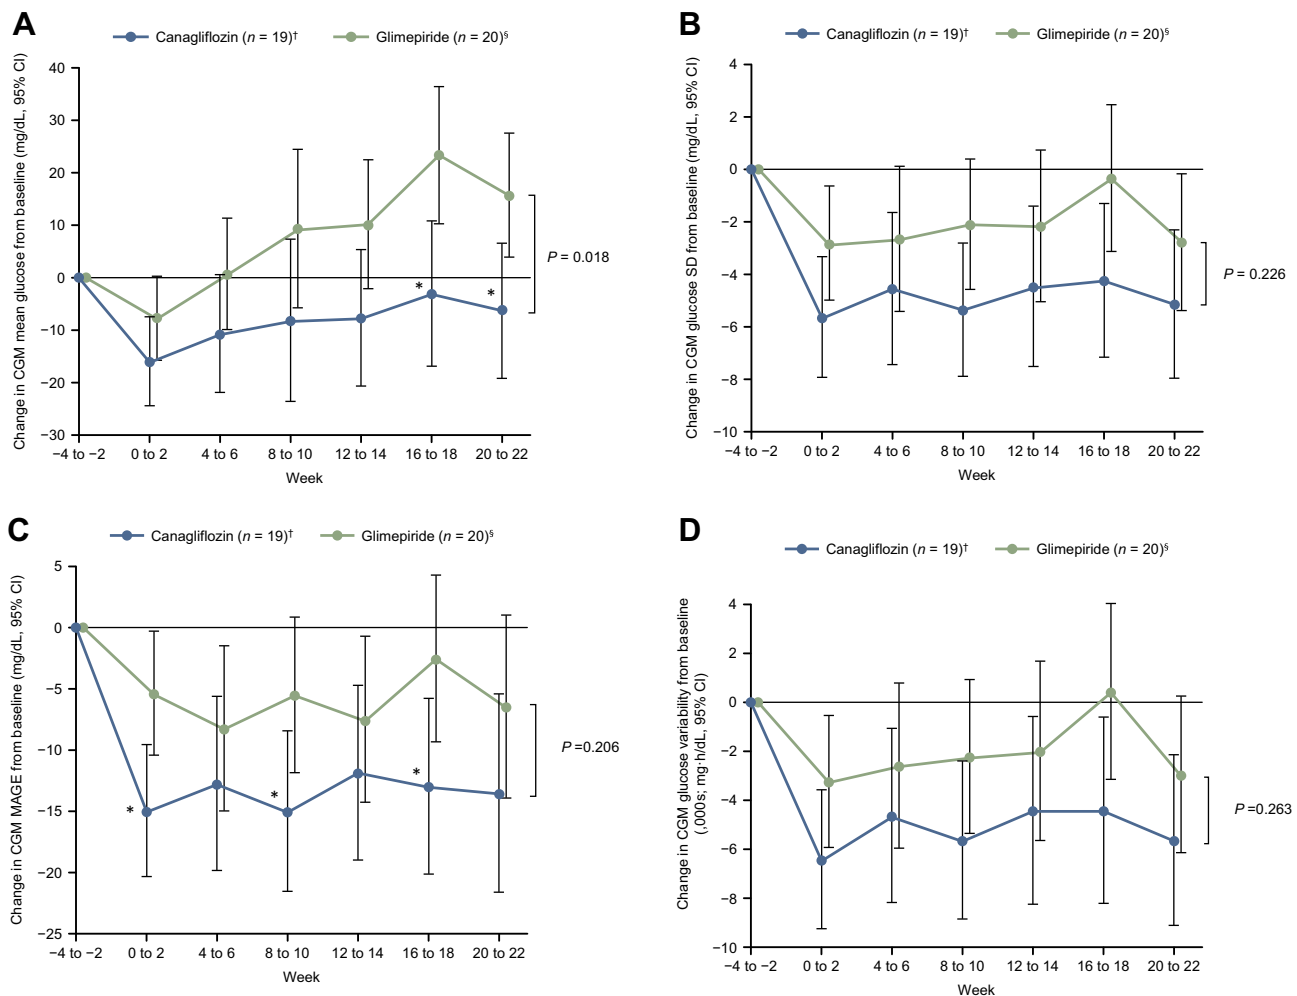 A
Canagliflozin (n = 19)†
Glimepiride (n = 20)§
Change in CGM mean glucose from baseline (mg/dL, 95% CI)
40
30
20
10
0
−10
−20
−30
*
*
P = 0.018
−4 to −2
0 to 2
4 to 6
8 to 10
12 to 14
16 to 18
20 to 22
Week
B
Canagliflozin (n = 19)†
Glimepiride (n = 20)§
Change in CGM glucose SD from baseline (mg/dL, 95% CI)
4
2
0
−2
−4
−6
−8
−10
P = 0.226
−4 to −2
0 to 2
4 to 6
8 to 10
12 to 14
16 to 18
20 to 22
Week
C
Canagliflozin (n = 19)†
Glimepiride (n = 20)§
Change in CGM MAGE from baseline (mg/dL, 95% CI)
5
0
−5
−10
−15
−20
−25
*
*
*
P =0.206
−4 to −2
0 to 2
4 to 6
8 to 10
12 to 14
16 to 18
20 to 22
Week
D
Canagliflozin (n = 19)†
Glimepiride (n = 20)§
Change in CGM glucose variability from baseline
(,000s; mg·h/dL, 95% CI)
4
2
0
−2
−4
−6
−8
−10
P =0.263
−4 to −2
0 to 2
4 to 6
8 to 10
12 to 14
16 to 18
20 to 22
Week